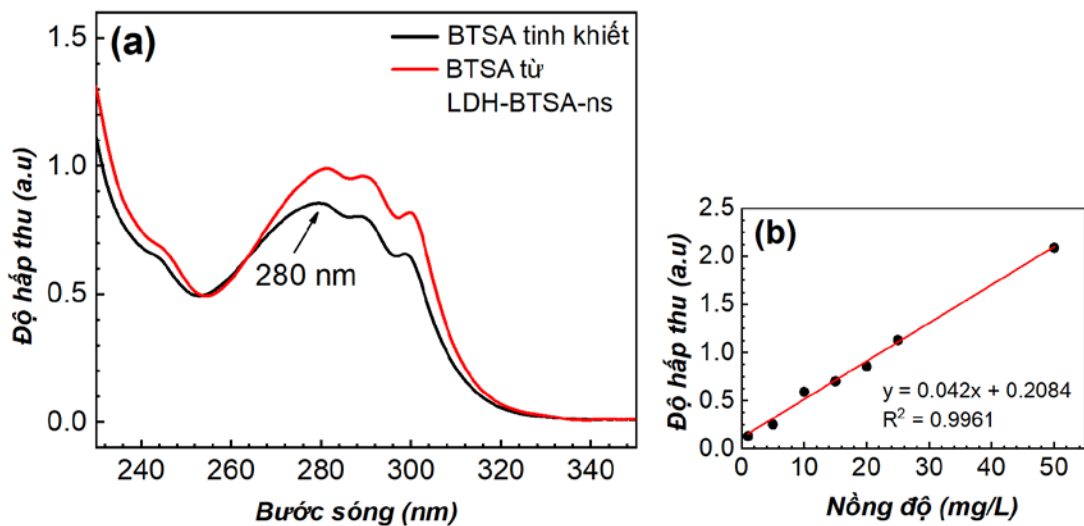 (a)
BTSA tinh khiết
BTSA từ
LDH-BTSA-ns
280 nm
Độ hấp thu (a.u)
1.5
1.0
0.5
0.0
240 260 280 300 320 340
Bước sóng (nm)
(b)
Độ hấp thu (a.u)
2.5
2.0
1.5
1.0
0.5
0.0
y = 0.042x + 0.2084
R² = 0.9961
0 10 20 30 40 50
Nồng độ (mg/L)